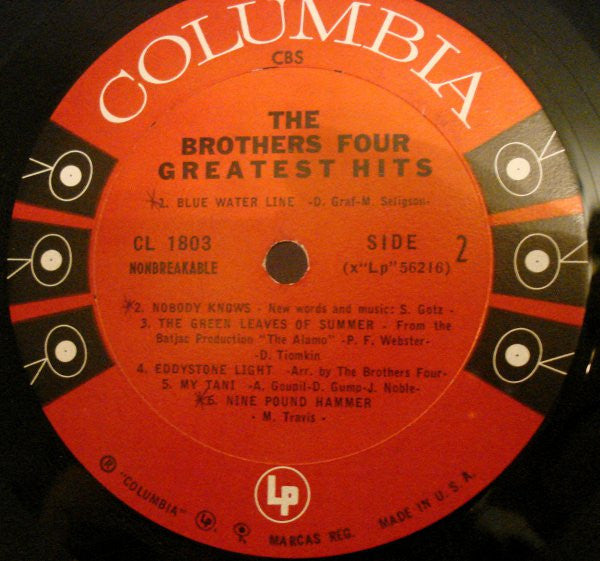 COLUMBIA
CBS
THE
BROTHERS FOUR
GREATEST HITS
1. BLUE WATER LINE -D. Graf-M. Seligson-
CL 1803
NONBREAKABLE
SIDE 2
(x"Lp"56216)
2. NOBODY KNOWS - New words and music: S. Gotz -
3. THE GREEN LEAVES OF SUMMER - From the
Batjac Production "The Alamo" -P. F. Webster-
-D. Tiomkin
4. EDDYSTONE LIGHT -Arr. by The Brothers Four-
5. MY TANI -A. Goupil-D. Gump-J. Noble-
6. NINE POUND HAMMER
- M. Travis -
LP
® "COLUMBIA" LP MARCAS REG. MADE IN U. S. A.